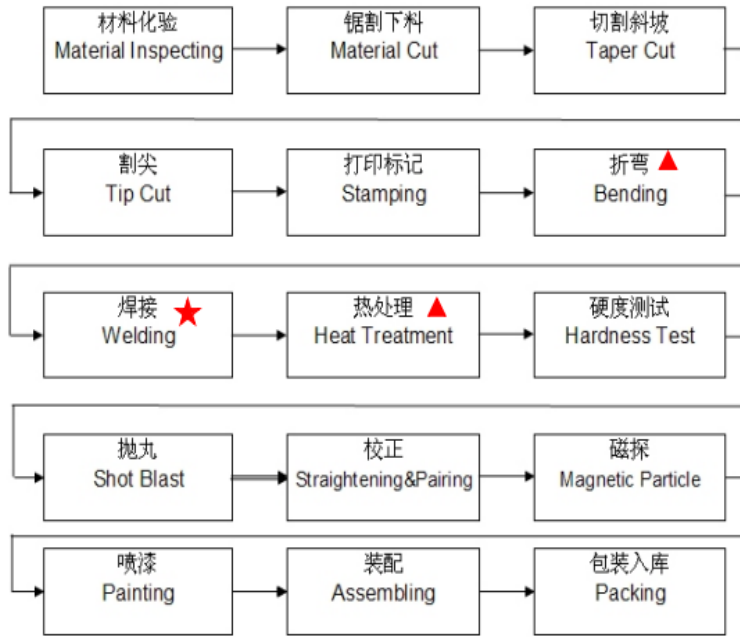 材料化验
Material Inspecting
锯割下料
Material Cut
切割斜坡
Taper Cut
割尖
Tip Cut
打印标记
Stamping
折弯
Bending
焊接
Welding
热处理
Heat Treatment
硬度测试
Hardness Test
抛丸
Shot Blast
校正
Straightening&Pairing
磁探
Magnetic Particle
喷漆
Painting
装配
Assembling
包装入库
Packing